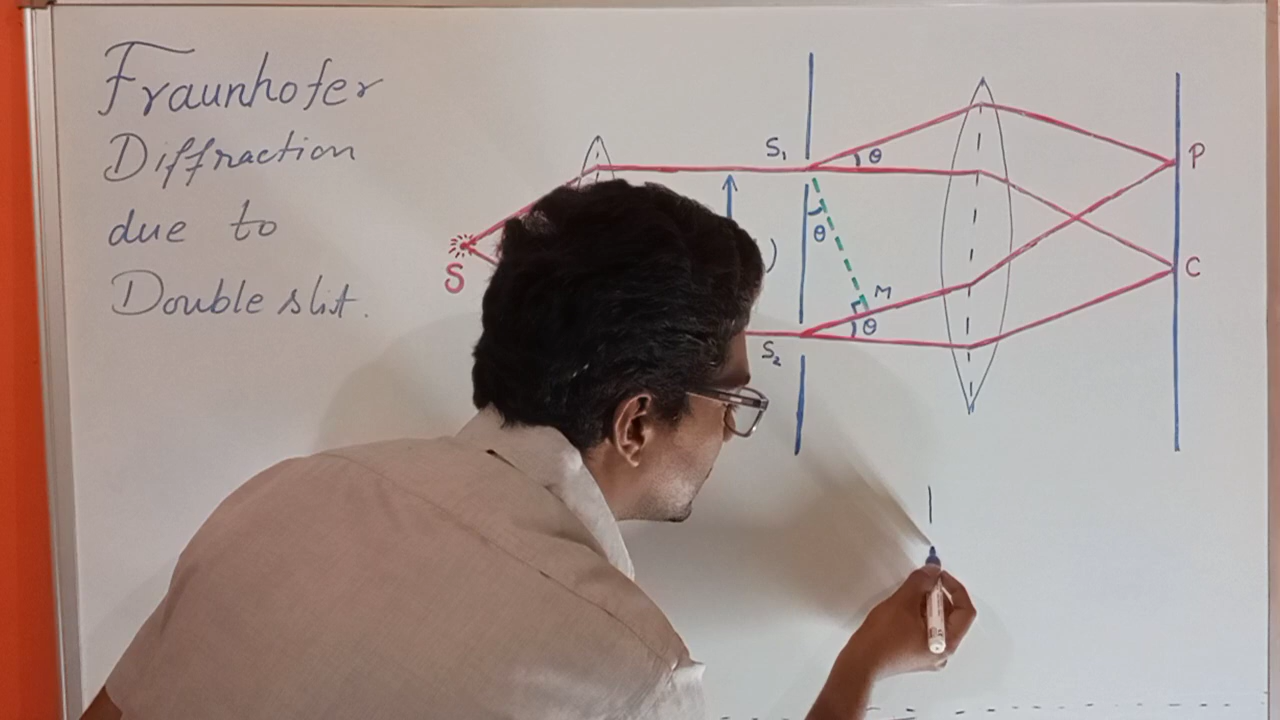 Fraunhofer
Diffraction
due to
Double slit.
S
S₁
θ
P
θ
)
M
C
θ
S₂